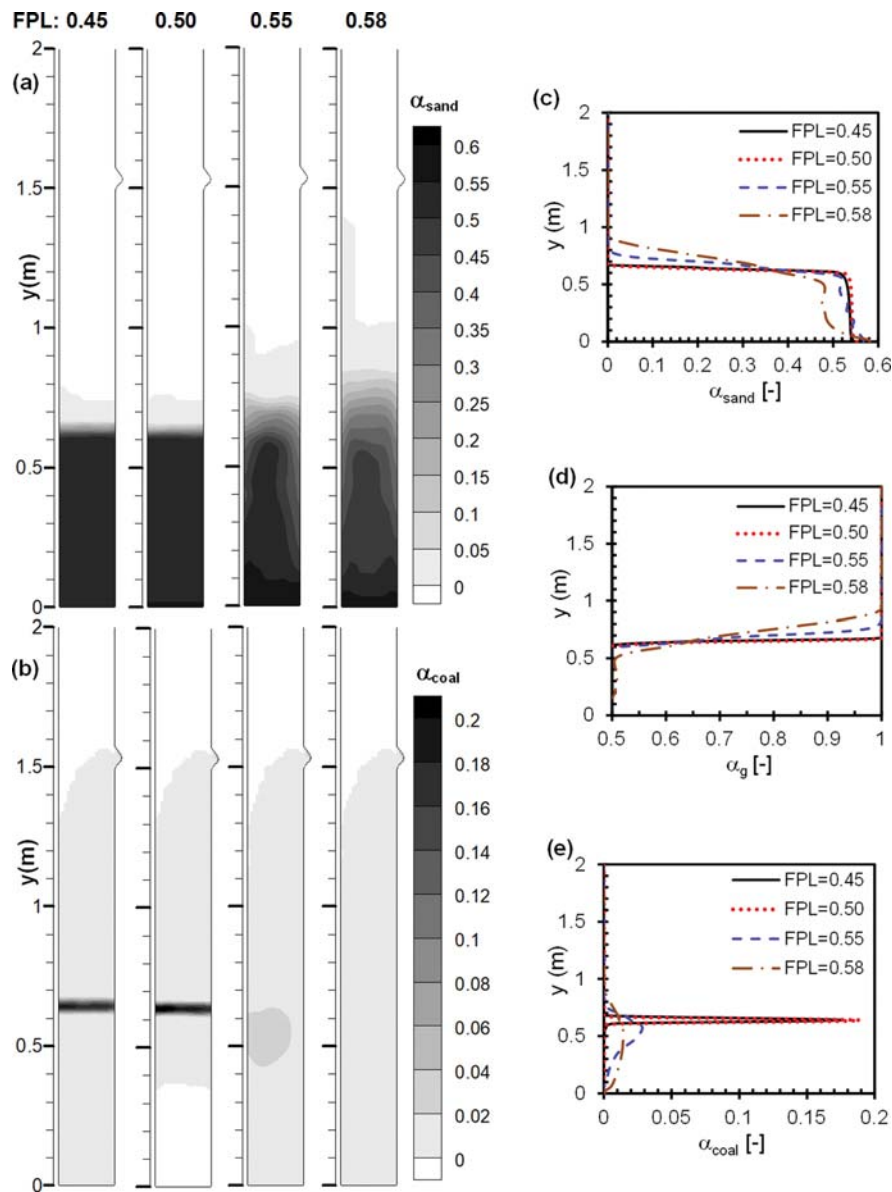 FPL: 0.45 0.50 0.55 0.58
(a)
2
1.5
1
0.5
0
y(m)
αsand
0.6
0.55
0.5
0.45
0.4
0.35
0.3
0.25
0.2
0.15
0.1
0.05
0
(b)
2
1.5
1
0.5
0
y(m)
αcoal
0.2
0.18
0.16
0.14
0.12
0.1
0.08
0.06
0.04
0.02
0
(c)
FPL=0.45
FPL=0.50
FPL=0.55
FPL=0.58
2
1.5
1
0.5
0
y (m)
0 0.1 0.2 0.3 0.4 0.5 0.6
αsand [-]
(d)
FPL=0.45
FPL=0.50
FPL=0.55
FPL=0.58
2
1.5
1
0.5
0
y (m)
0.5 0.6 0.7 0.8 0.9 1
αg [-]
(e)
FPL=0.45
FPL=0.50
FPL=0.55
FPL=0.58
2
1.5
1
0.5
0
y (m)
0 0.05 0.1 0.15 0.2
αcoal [-]